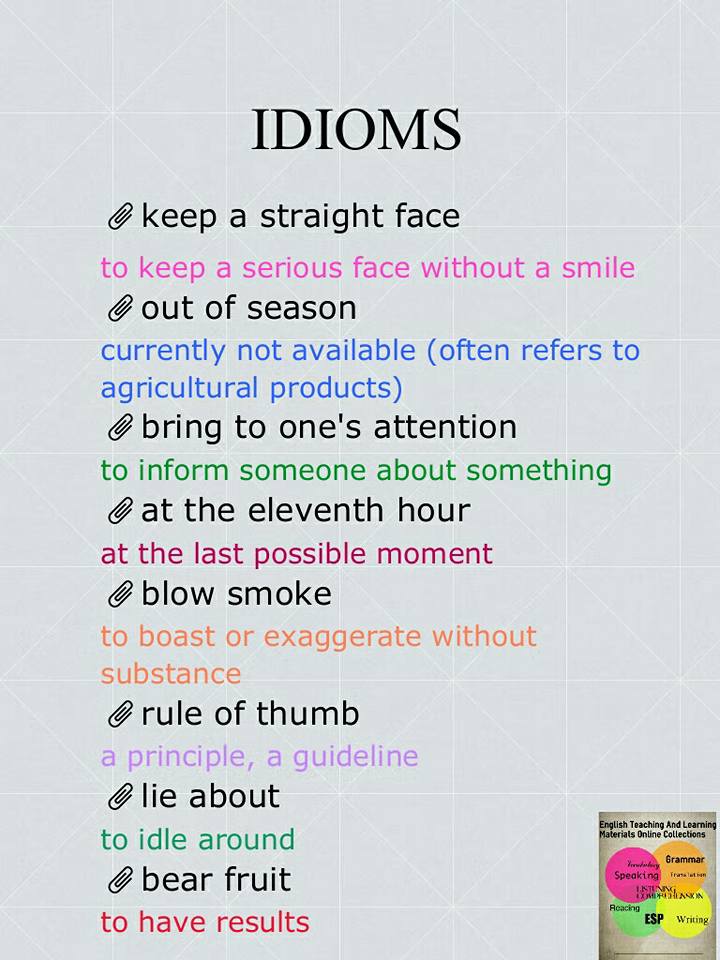 IDIOMS
keep a straight face
to keep a serious face without a smile
out of season
currently not available (often refers to
agricultural products)
bring to one's attention
to inform someone about something
at the eleventh hour
at the last possible moment
blow smoke
to boast or exaggerate without
substance
rule of thumb
a principle, a guideline
lie about
to idle around
bear fruit
to have results
English Teaching And Learning
Materials Online Collections
Vocabulary
Grammar
Speaking
Translation
LISTENING
COMPREHENSION
Reading
ESP
Writing